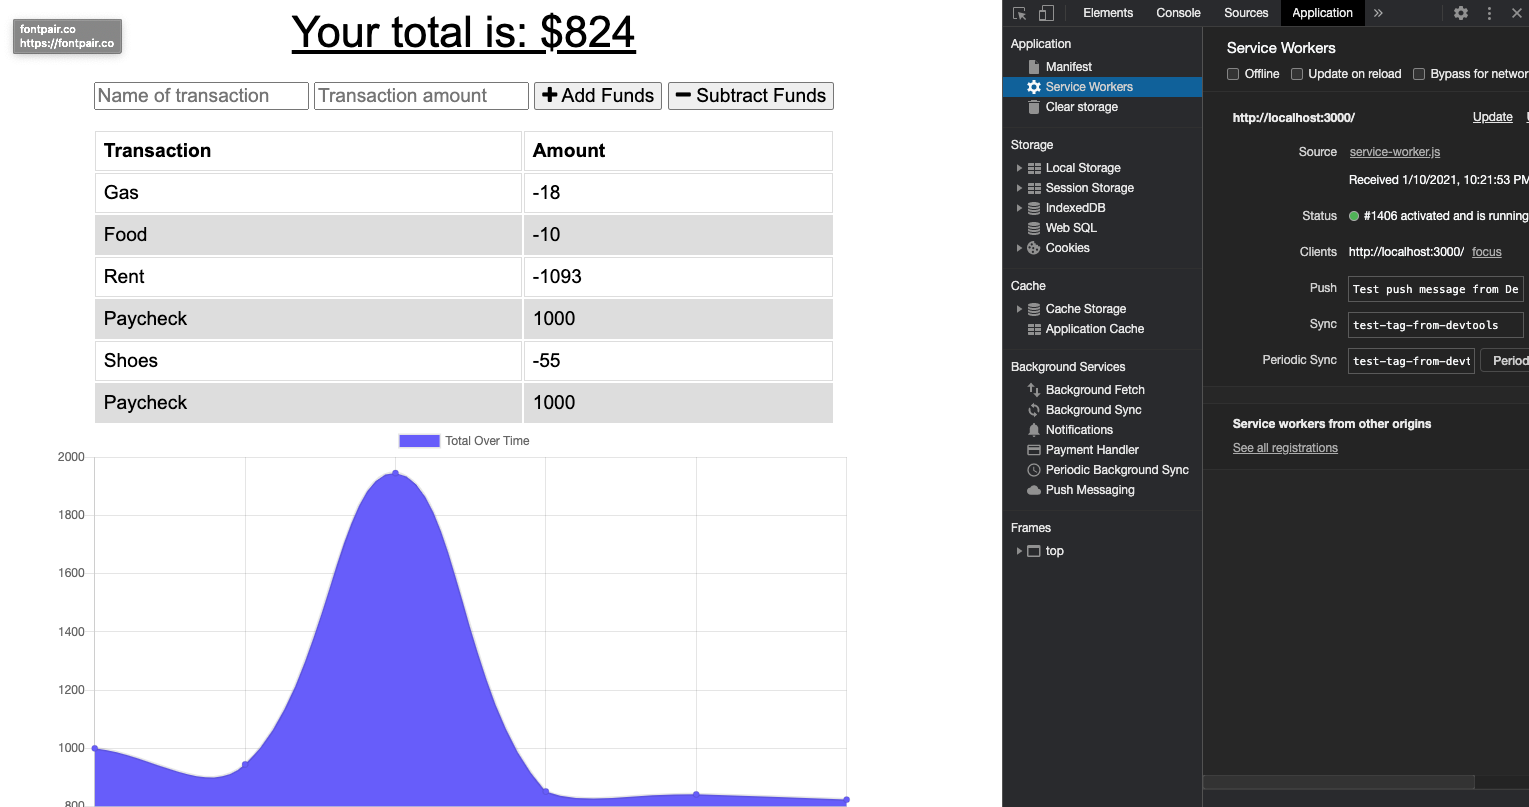 fontpair.co
https://fontpair.co
Your total is: $824
Name of transaction
Transaction amount
Add Funds
Subtract Funds
Transaction Amount
Gas -18
Food -10
Rent -1093
Paycheck 1000
Shoes -55
Paycheck 1000
Total Over Time
2000
1800
1600
1400
1200
1000
800
Elements Console Sources Application »
Application
Manifest
Service Workers
Clear storage
Storage
Local Storage
Session Storage
IndexedDB
Web SQL
Cookies
Cache
Cache Storage
Application Cache
Background Services
Background Fetch
Background Sync
Notifications
Payment Handler
Periodic Background Sync
Push Messaging
Frames
top
Service Workers
Offline Update on reload Bypass for networ
http://localhost:3000/ Update
Source service-worker.js
Received 1/10/2021, 10:21:53 PM
Status #1406 activated and is running
Clients http://localhost:3000/ focus
Push Test push message from De
Sync test-tag-from-devtools
Periodic Sync test-tag-from-devt Period
Service workers from other origins
See all registrations